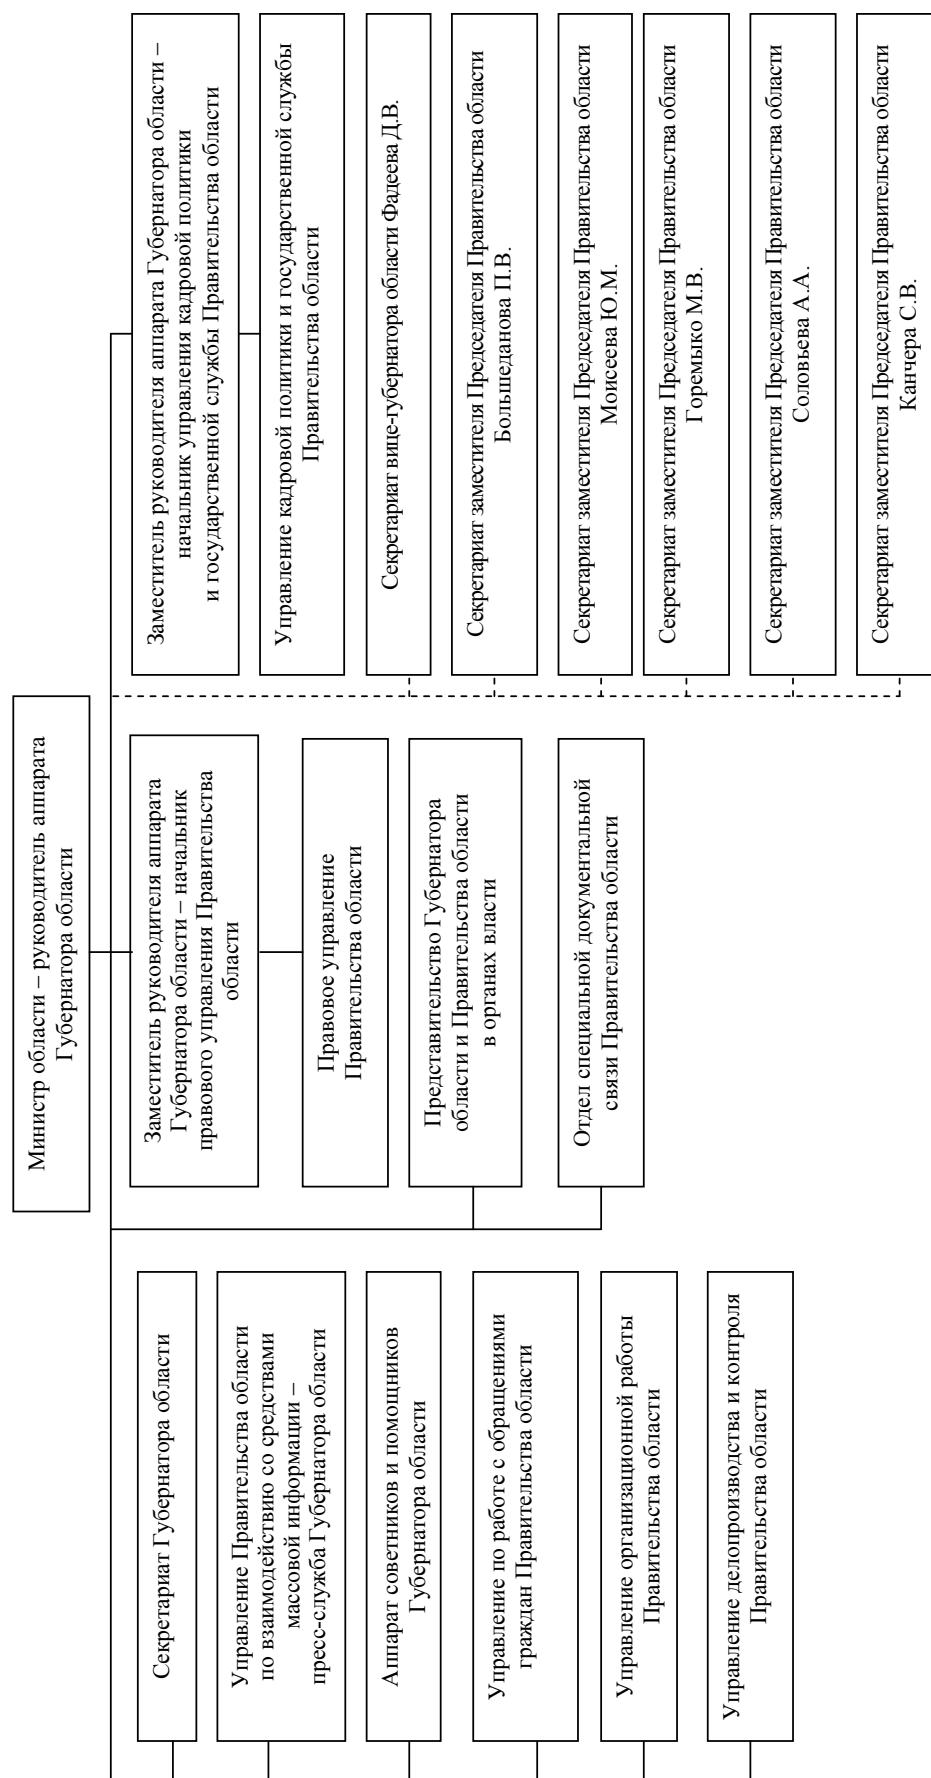 Министр области – руководитель аппарата
Губернатора области
Секретариат Губернатора области
Управление Правительства области
по взаимодействию со средствами
массовой информации –
пресс-служба Губернатора области
Аппарат советников и помощников
Губернатора области
Управление по работе с обращениями
граждан Правительства области
Управление организационной работы
Правительства области
Управление делопроизводства и контроля
Правительства области
Заместитель руководителя аппарата
Губернатора области – начальник
правового управления Правительства
области
Правовое управление
Правительства области
Представительство Губернатора
области и Правительства области
в органах власти
Отдел специальной документальной
связи Правительства области
Заместитель руководителя аппарата Губернатора области –
начальник управления кадровой политики
и государственной службы Правительства области
Управление кадровой политики и государственной службы
Правительства области
Секретариат вице-губернатора области Фадеева Д.В.
Секретариат заместителя Председателя Правительства области
Большеданова П.В.
Секретариат заместителя Председателя Правительства области
Моисеева Ю.М.
Секретариат заместителя Председателя Правительства области
Горемыко М.В.
Секретариат заместителя Председателя Правительства области
Соловьева А.А.
Секретариат заместителя Председателя Правительства области
Канчера С.В.